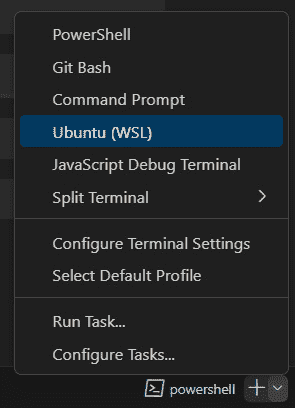 PowerShell
Git Bash
Command Prompt
Ubuntu (WSL)
JavaScript Debug Terminal
Split Terminal
Configure Terminal Settings
Select Default Profile
Run Task...
Configure Tasks...
powershell